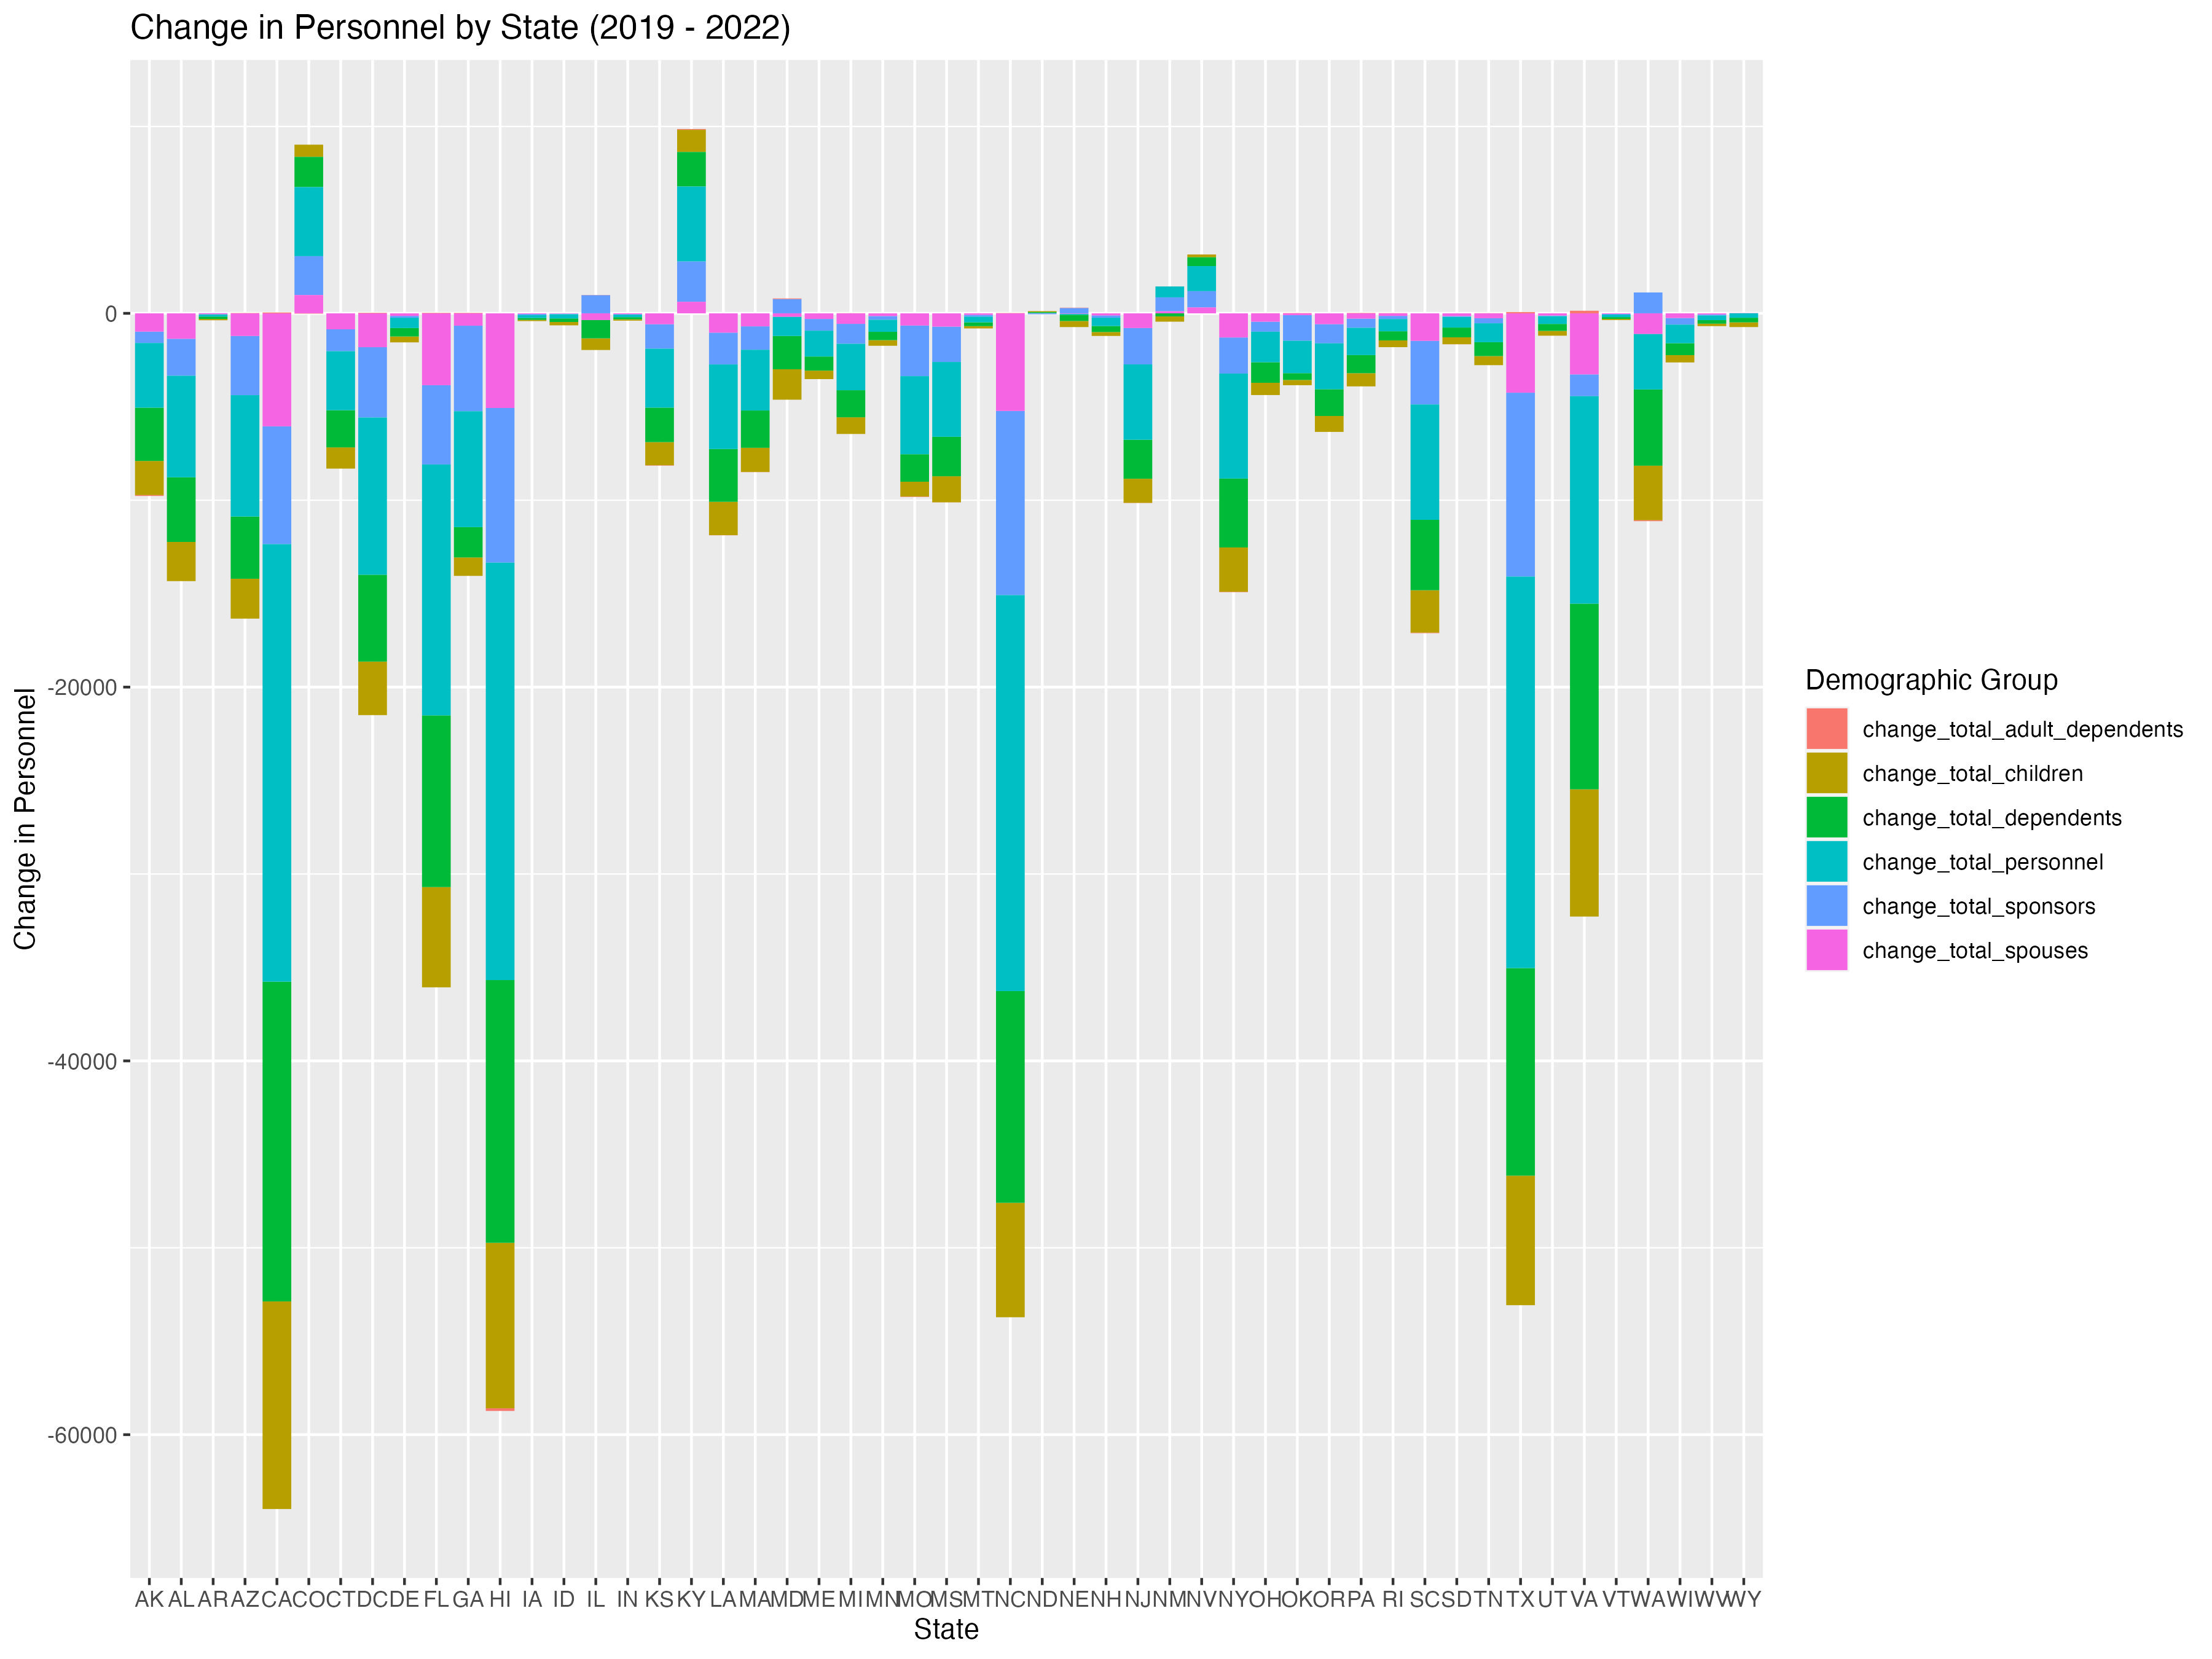 Change in Personnel by State (2019 - 2022)
Change in Personnel
0
-20000
-40000
-60000
AK AL AR AZ CA CO CT DC DE FL GA HI IA ID IL IN KS KY LA MA MD ME MI MN MO MS MT NC ND NE NH NJ NM NV NY OH OK OR PA RI SC SD TN TX UT VA VT WA WI WV WY
State
Demographic Group
change_total_adult_dependents
change_total_children
change_total_dependents
change_total_personnel
change_total_sponsors
change_total_spouses